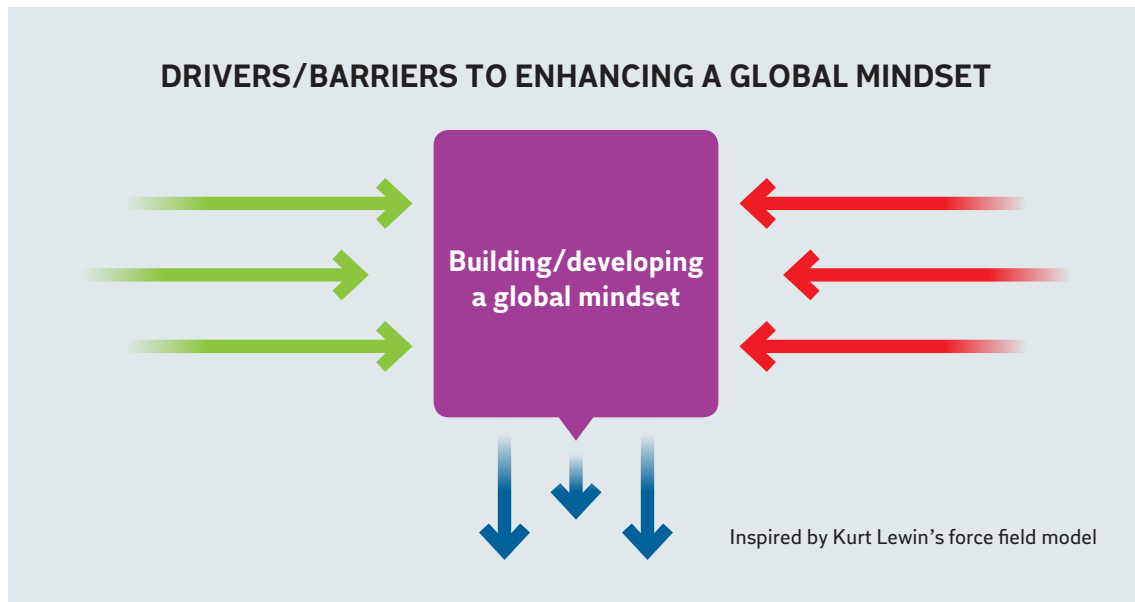 DRIVERS/BARRIERS TO ENHANCING A GLOBAL MINDSET
Building/developing
a global mindset
Inspired by Kurt Lewin’s force field model